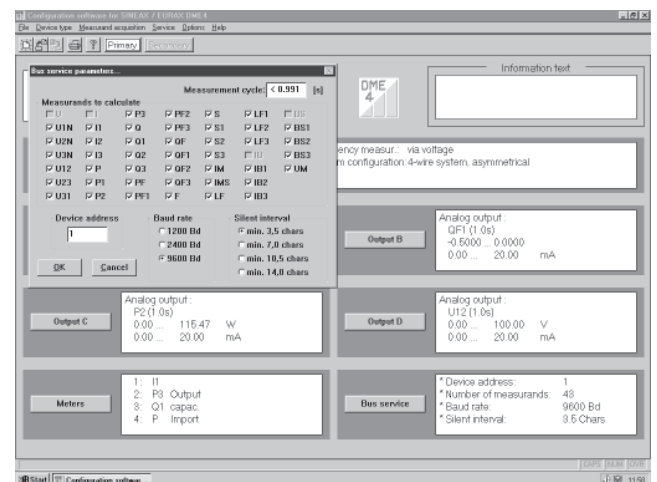 Configuration software for SINEAX / EURAX DME4
File Device type Measurand acquisition Service Options Help
Primary Secondary
Bus service parameters...
Measurement cycle: < 0.991 [s]
Measurands to calculate
U I P3 PF2 S LF1 US
U1N I1 Q PF3 S1 LF2 BS1
U2N I2 Q1 QF S2 LF3 BS2
U3N I3 Q2 QF1 S3 IU BS3
U12 P Q3 QF2 IM IB1 UM
U23 P1 PF QF3 IMS IB2
U31 P2 PF1 F LF IB3
Device address Baud rate Silent interval
1
1200 Bd min. 3,5 chars
2400 Bd min. 7,0 chars
9600 Bd min. 10,5 chars
min. 14,0 chars
OK Cancel
DME
4
Information text
ency measur.: via voltage
m configuration: 4-wire system, asymmetrical
Output B
Analog output :
QF1 (1.0s)
-0.5000 ... 0.0000
0.00 ... 20.00 mA
Output C
Analog output :
P2 (1.0s)
0.00 ... 115.47 W
0.00 ... 20.00 mA
Output D
Analog output :
U12 (1.0s)
0.00 ... 100.00 V
0.00 ... 20.00 mA
Meters
1: I1
2: P3 Output
3: Q1 capac.
4: P Import
Bus service
* Device address: 1
* Number of measurands: 43
* Baud rate: 9600 Bd
* Silent interval: 3.5 Chars
CAPS NUM OVR
Start Configuration softwar... 11:58